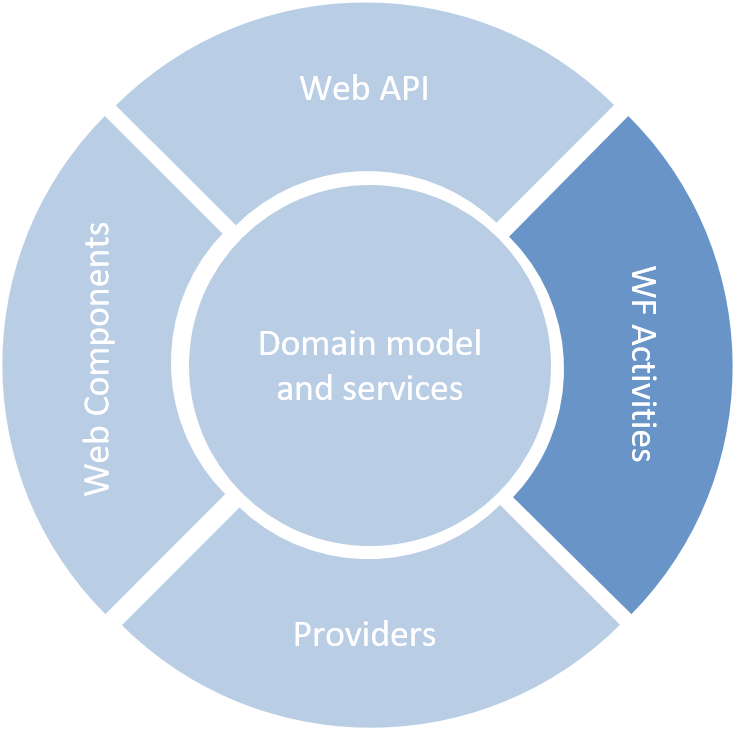 Web API
Web Components
Domain model
and services
WF Activities
Providers